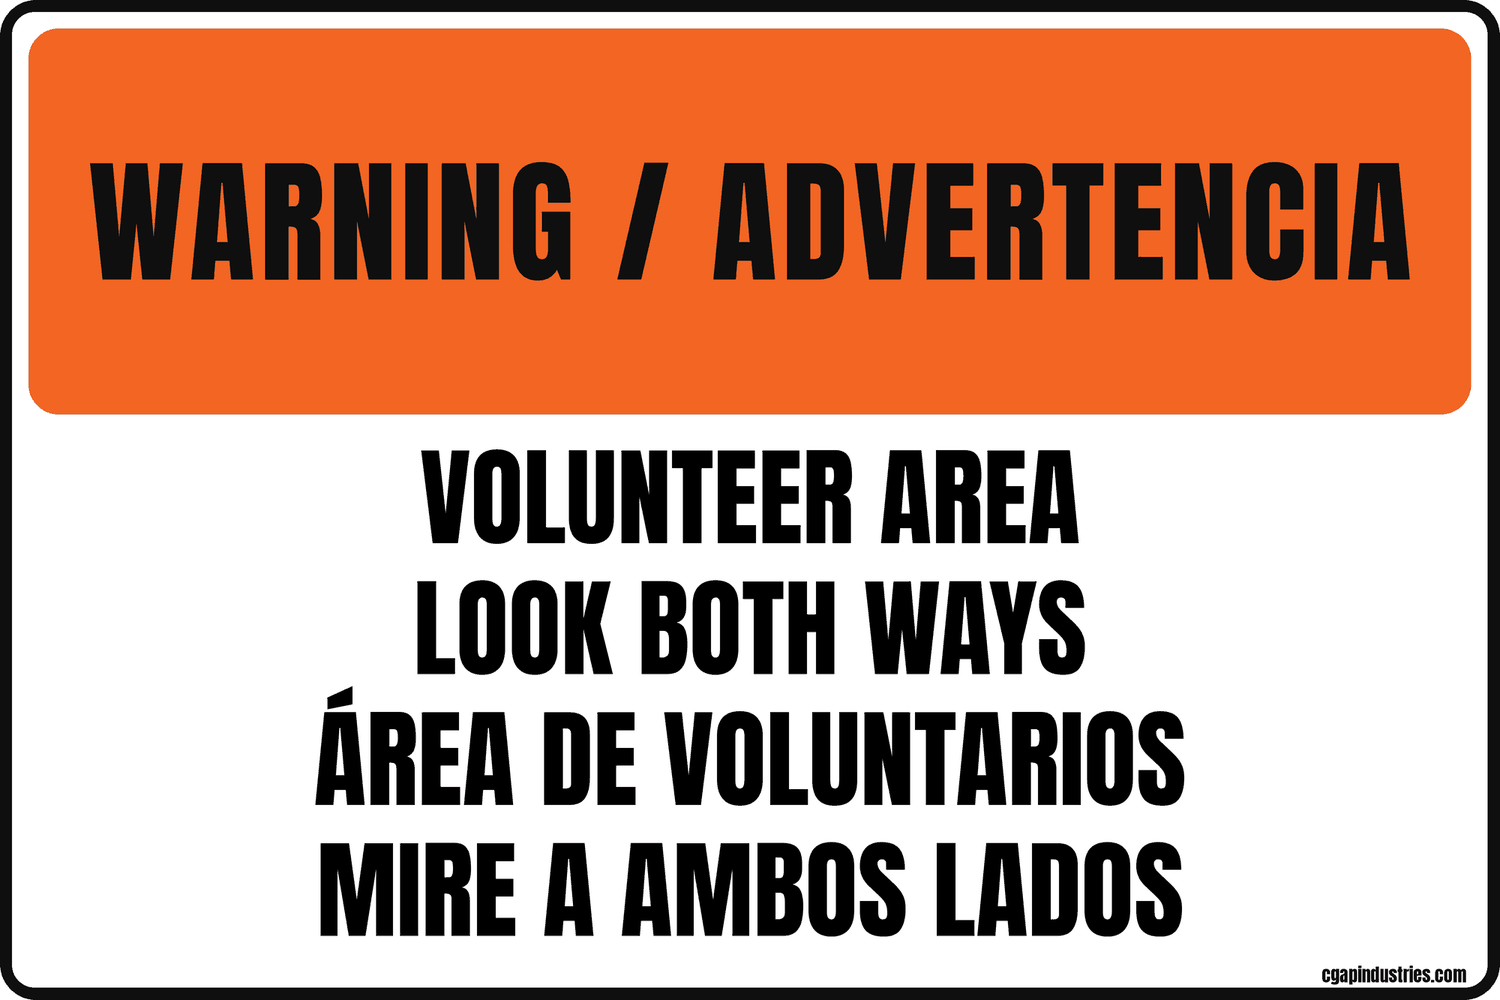 WARNING / ADVERTENCIA
VOLUNTEER AREA
LOOK BOTH WAYS
ÁREA DE VOLUNTARIOS
MIRE A AMBOS LADOS
cgapindustries.com